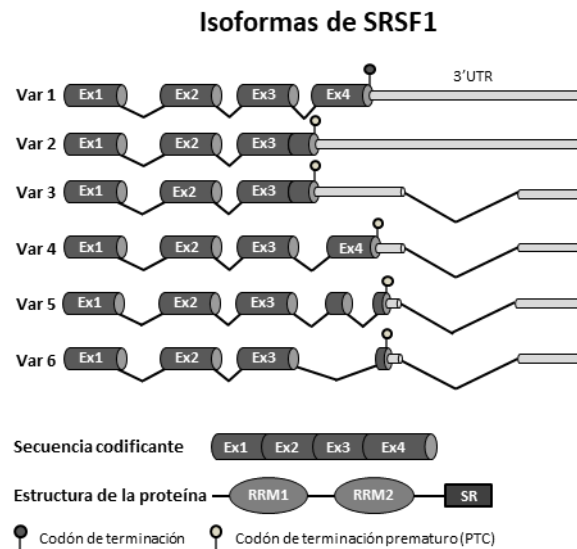 Isoformas de SRSF1
3'UTR
Var 1 Ex1 Ex2 Ex3 Ex4
Var 2 Ex1 Ex2 Ex3
Var 3 Ex1 Ex2 Ex3
Var 4 Ex1 Ex2 Ex3 Ex4
Var 5 Ex1 Ex2 Ex3
Var 6 Ex1 Ex2 Ex3
Secuencia codificante Ex1 Ex2 Ex3 Ex4
Estructura de la proteína RRM1 RRM2 SR
Codón de terminación Codón de terminación prematuro (PTC)